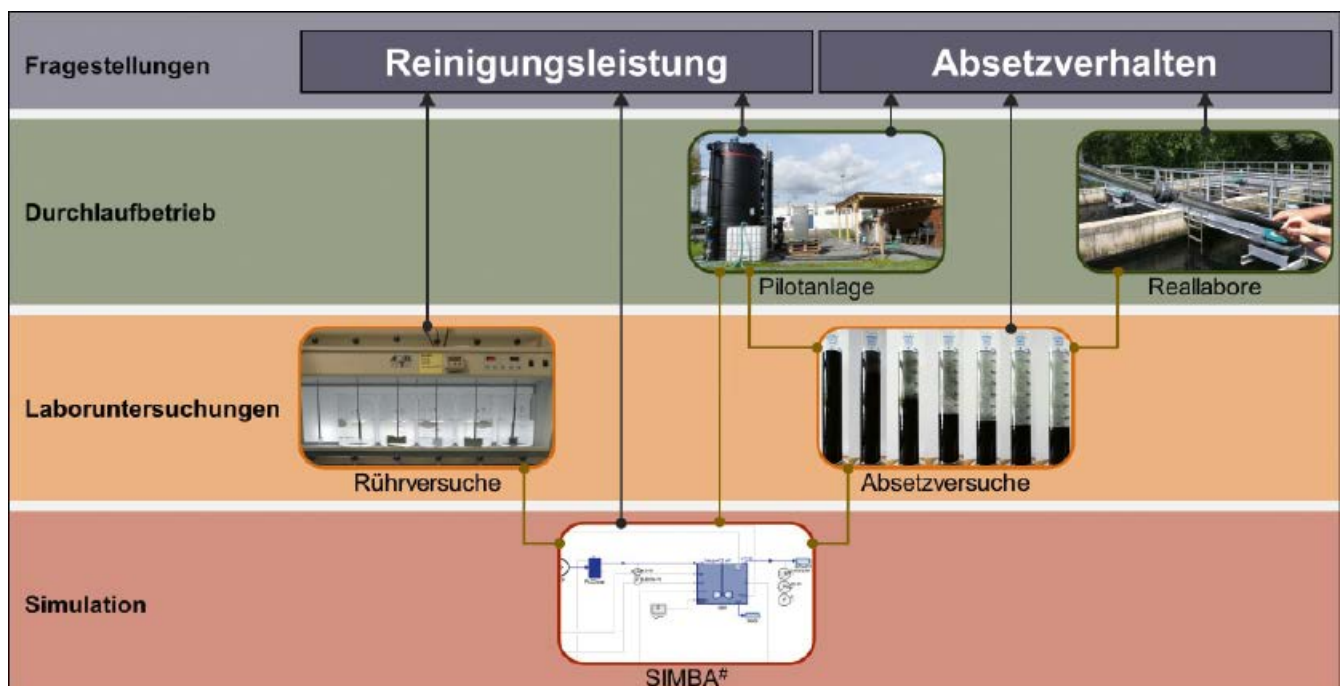 Fragestellungen
Reinigungsleistung
Absetzverhalten
Durchlaufbetrieb
Pilotanlage
Reallabore
Laboruntersuchungen
Rührversuche
Absetzversuche
Simulation
SIMBA#